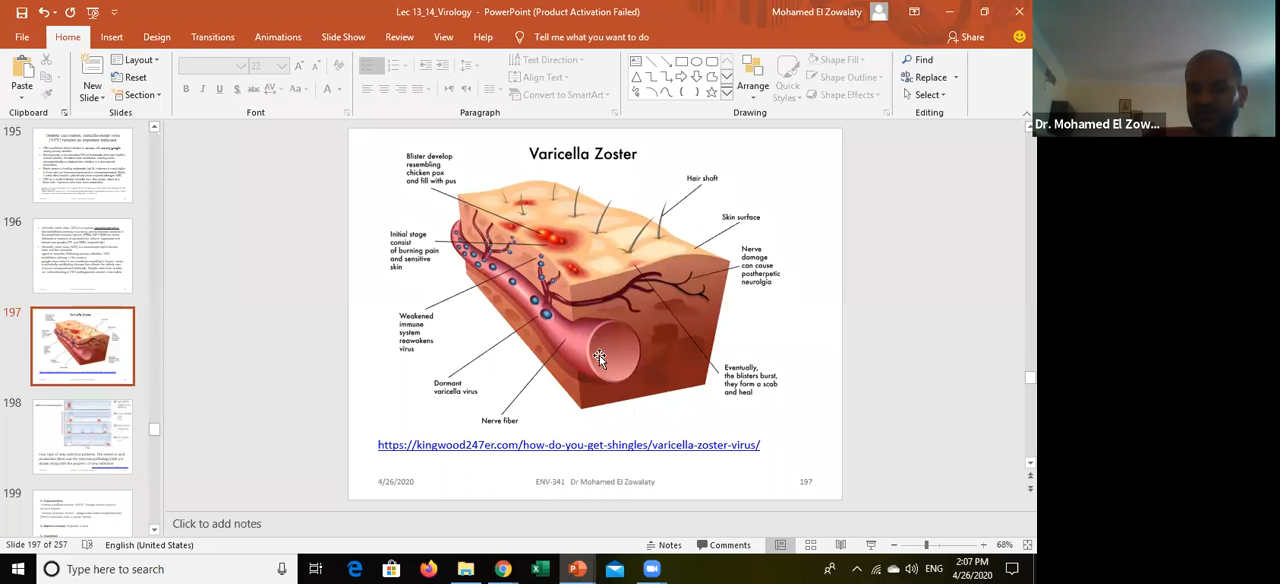 Lec 13_14_Virology - PowerPoint (Product Activation Failed)
Mohamed El Zowalaty
File
Home
Insert
Design
Transitions
Animations
Slide Show
Review
View
Help
Tell me what you want to do
Share
Paste
Clipboard
New
Slide
Layout
Reset
Section
Slides
22
B I U S abc AV Aa A
Font
Text Direction
Align Text
Convert to SmartArt
Paragraph
Arrange
Quick
Styles
Shape Fill
Shape Outline
Shape Effects
Drawing
Find
Replace
Select
Editing
Dr. Mohamed El Zow...
195
196
197
Varicella Zoster
198
199
Varicella Zoster
Blister develop
resembling
chicken pox
and fill with pus
Hair shaft
Skin surface
Initial stage
consist
of burning pain
and sensitive
skin
Nerve
damage
can cause
postherpetic
neuralgia
Weakened
immune
system
reawakens
virus
Dormant
varicella virus
Nerve fiber
Eventually,
the blisters burst,
they form a scab
and heal
https://kingwood247er.com/how-do-you-get-shingles/varicella-zoster-virus/
4/26/2020
ENV-341 Dr Mohamed El Zowalaty
197
Click to add notes
Slide 197 of 257
English (United States)
Notes
Comments
68%
Type here to search
ENG
2:07 PM
4/26/2020